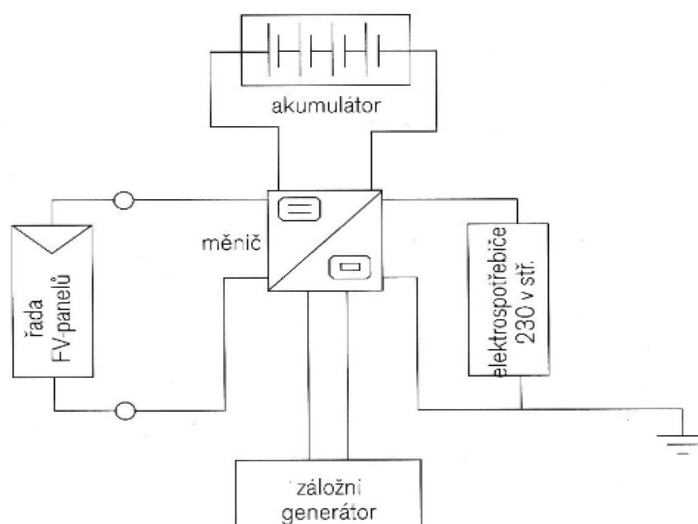 akumulátor
měnič
řada
FV-panelů
elektrospotřebiče
230 v stř.
záložní
generátor